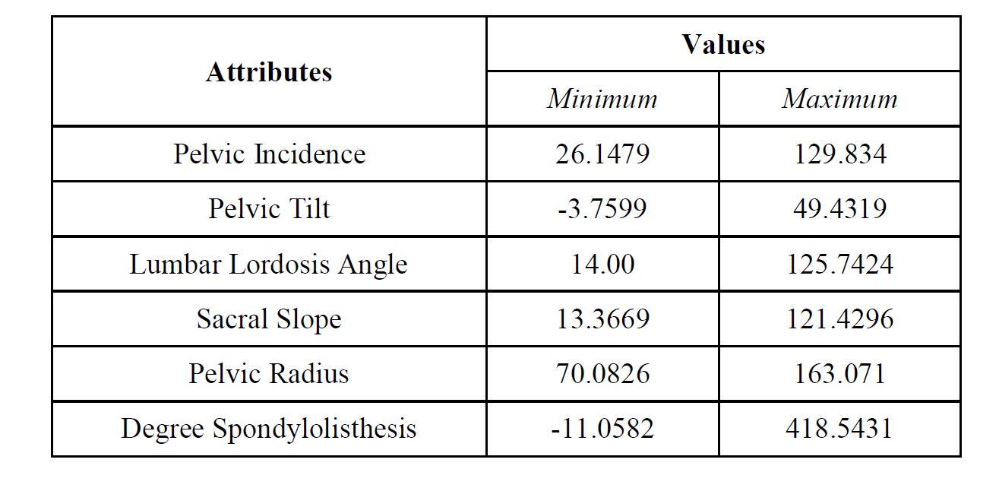 Attributes
Values
Minimum Maximum
Pelvic Incidence 26.1479 129.834
Pelvic Tilt -3.7599 49.4319
Lumbar Lordosis Angle 14.00 125.7424
Sacral Slope 13.3669 121.4296
Pelvic Radius 70.0826 163.071
Degree Spondylolisthesis -11.0582 418.5431